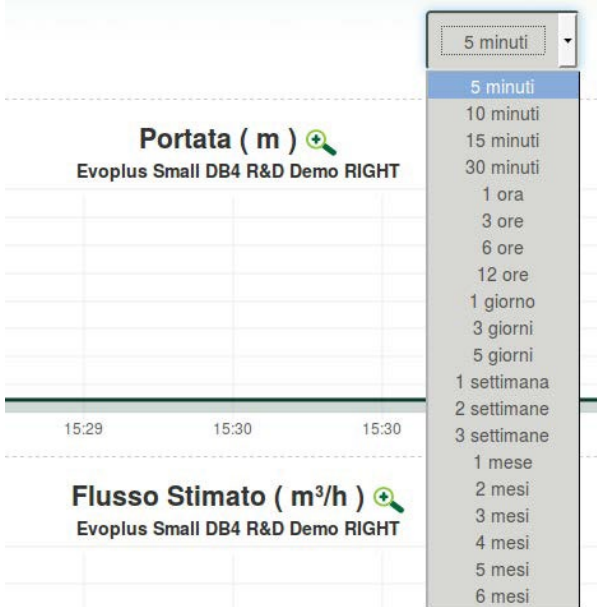 5 minuti
5 minuti
10 minuti
15 minuti
30 minuti
1 ora
3 ore
6 ore
12 ore
1 giorno
3 giorni
5 giorni
1 settimana
2 settimane
3 settimane
1 mese
2 mesi
3 mesi
4 mesi
5 mesi
6 mesi
Portata ( m )
Evoplus Small DB4 R&D Demo RIGHT
15:29 15:30 15:30
Flusso Stimato ( m³/h )
Evoplus Small DB4 R&D Demo RIGHT